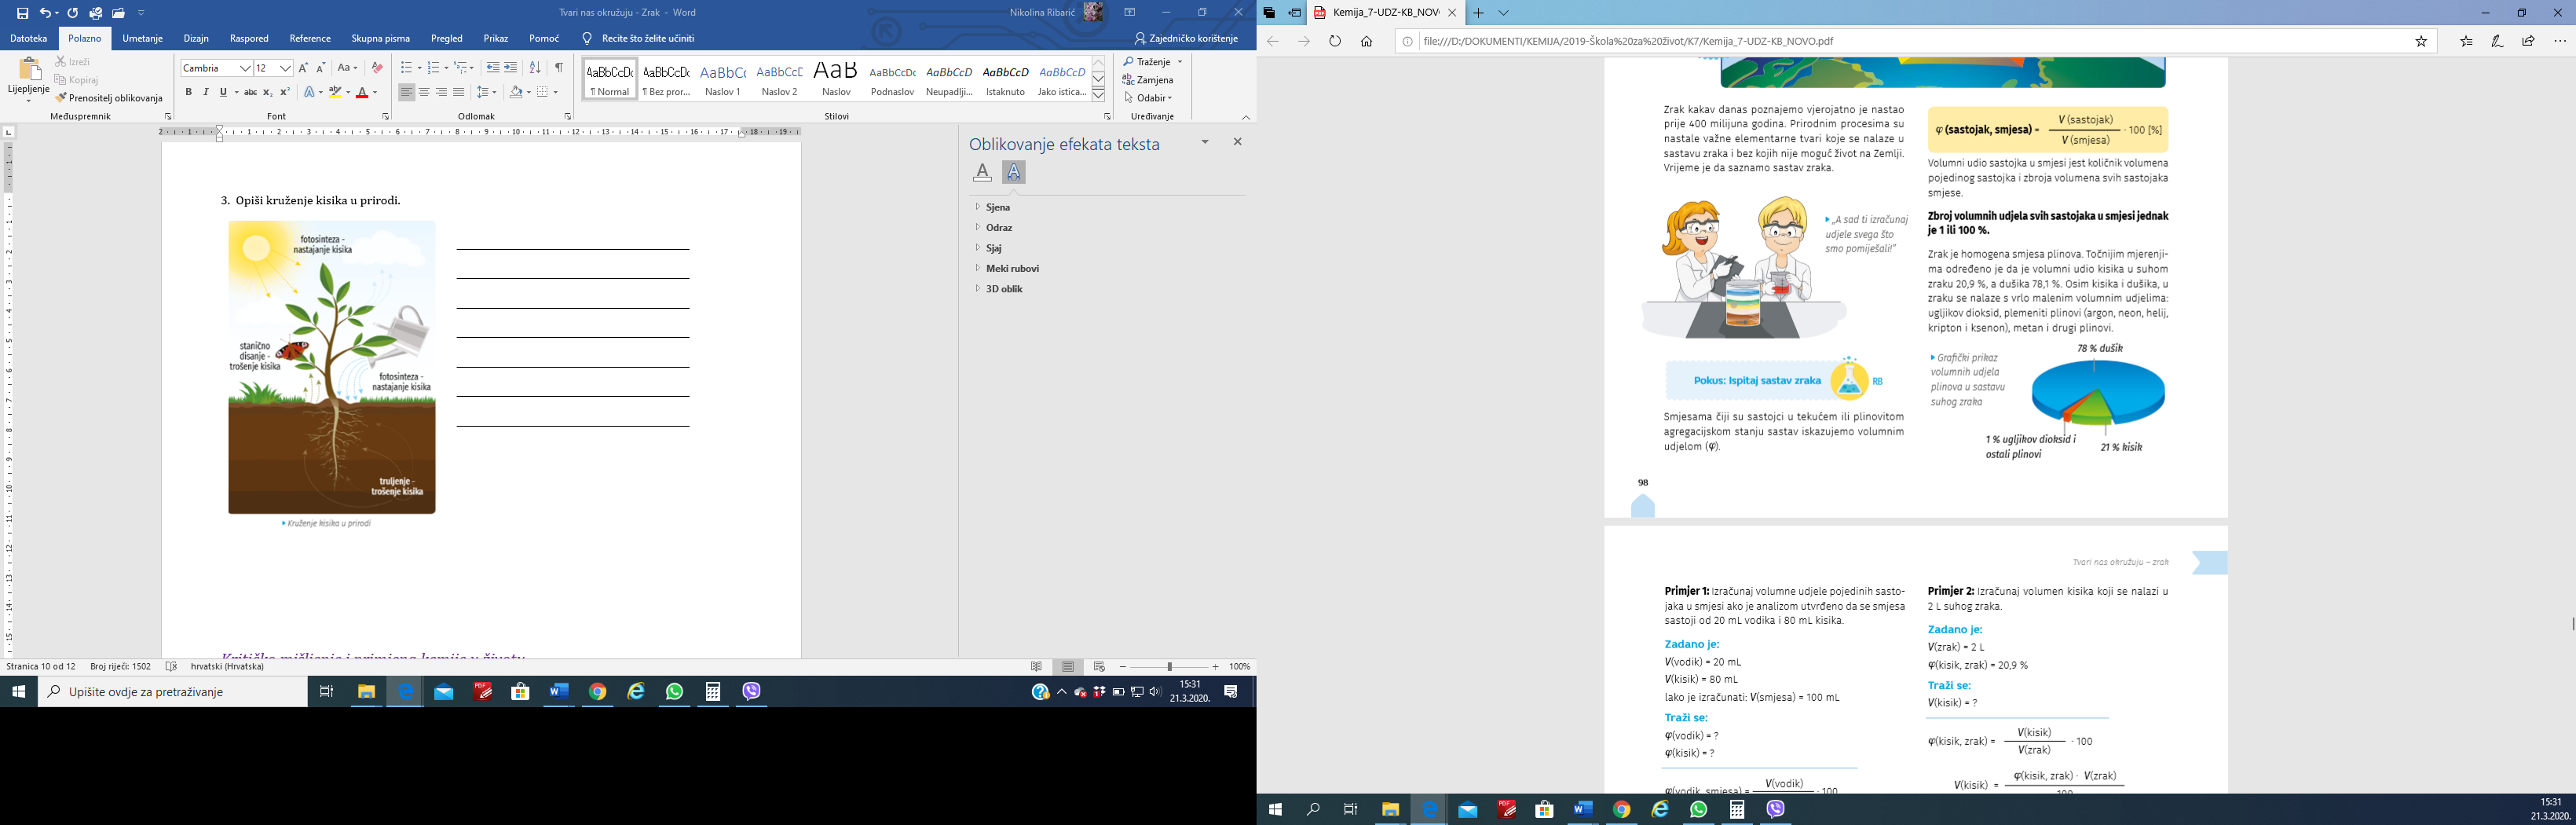 Tvari nas okružuju - Zrak - Word
Nikolina Ribarić
Datoteka Polazno Umetanje Dizajn Raspored Reference Skupna pisma Pregled Prikaz Pomoć Recite što želite učiniti Zajedničko korištenje
Lijepljenje
Izreži
Kopiraj
Prenositelj oblikovanja
Međuspremnik
Cambria 12
Font
Odlomak
AaBbCcDc AaBbCcDc AaBbCc AaBbCcC AaB AaBbCcDc AaBbCcD AaBbCcD AaBbCcD
¶ Normal ¶ Bez pror... Naslov 1 Naslov 2 Naslov Podnaslov Neupadlji... Istaknuto Jako istica...
Stilovi
Traženje
Zamjena
Odabir
Uređivanje
3. Opiši kruženje kisika u prirodi.
fotosinteza -
nastajanje kisika
stanično
disanje -
trošenje kisika
fotosinteza -
nastajanje kisika
truljenje -
trošenje kisika
Kruženje kisika u prirodi
Oblikovanje efekata teksta
Sjena
Odraz
Sjaj
Meki rubovi
3D oblik
Stranica 10 od 12 Broj riječi: 1502 hrvatski (Hrvatska) 100%
Upišite ovdje za pretraživanje
15:31
21.3.2020.
Kemija_7-UDZ-KB_NOVO
file:///D:/DOKUMENTI/KEMIJA/2019-Škola%20za%20život/K7/Kemija_7-UDZ-KB_NOVO.pdf
Zrak kakav danas poznajemo vjerojatno je nastao
prije 400 milijuna godina. Prirodnim procesima su
nastale važne elementarne tvari koje se nalaze u
sastavu zraka i bez kojih nije moguć život na Zemlji.
Vrijeme je da saznamo sastav zraka.
„A sad ti izračunaj
udjele svega što
smo pomiješali!“
Pokus: Ispitaj sastav zraka RB
Smjesama čiji su sastojci u tekućem ili plinovitom
agregacijskom stanju sastav iskazujemo volumnim
udjelom (φ).
98
φ (sastojak, smjesa) = V (sastojak) / V (smjesa) · 100 [%]
Volumni udio sastojka u smjesi jest količnik volumena
pojedinog sastojka i zbroja volumena svih sastojaka
smjese.
Zbroj volumnih udjela svih sastojaka u smjesi jednak
je 1 ili 100 %.
Zrak je homogena smjesa plinova. Točnijim mjerenji-
ma određeno je da je volumni udio kisika u suhom
zraku 20,9 %, a dušika 78,1 %. Osim kisika i dušika, u
zraku se nalaze s vrlo malenim volumnim udjelima:
ugljikov dioksid, plemeniti plinovi (argon, neon, helij,
kripton i ksenon), metan i drugi plinovi.
Grafički prikaz
volumnih udjela
plinova u sastavu
suhog zraka
78 % dušik
1 % ugljikov dioksid i
ostali plinovi
21 % kisik
Tvari nas okružuju – zrak
Primjer 1: Izračunaj volumne udjele pojedinih sasto-
jaka u smjesi ako je analizom utvrđeno da se smjesa
sastoji od 20 mL vodika i 80 mL kisika.
Zadano je:
V(vodik) = 20 mL
V(kisik) = 80 mL
lako je izračunati: V(smjesa) = 100 mL
Traži se:
φ(vodik) = ?
φ(kisik) = ?
φ(vodik, smjesa) = V(vodik) · 100
Primjer 2: Izračunaj volumen kisika koji se nalazi u
2 L suhog zraka.
Zadano je:
V(zrak) = 2 L
φ(kisik, zrak) = 20,9 %
Traži se:
V(kisik) = ?
φ(kisik, zrak) = V(kisik) / V(zrak) · 100
V(kisik) = φ(kisik, zrak) · V(zrak)
15:31
21.3.2020.